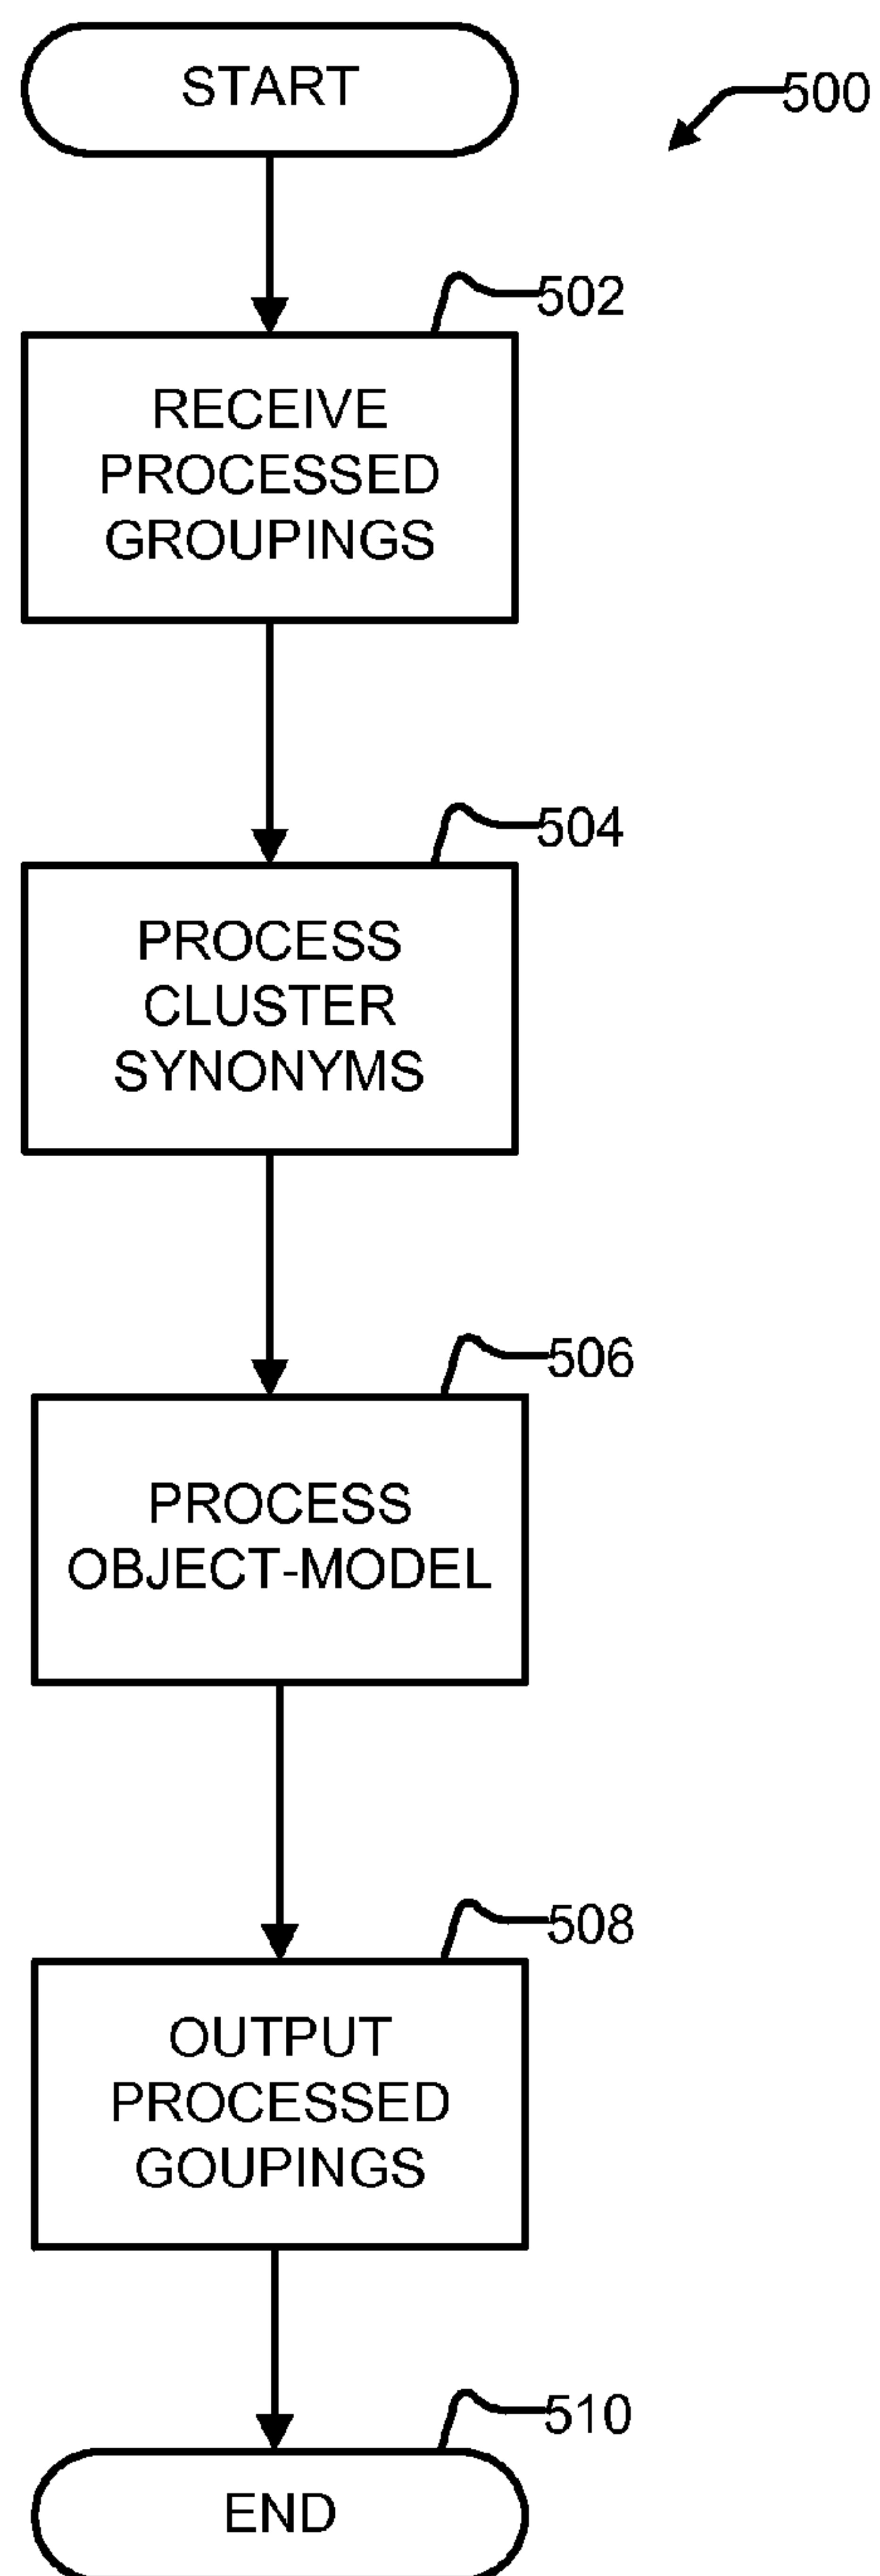 START
500
502
RECEIVE
PROCESSED
GROUPINGS
504
PROCESS
CLUSTER
SYNONYMS
506
PROCESS
OBJECT-MODEL
508
OUTPUT
PROCESSED
GOUPINGS
510
END